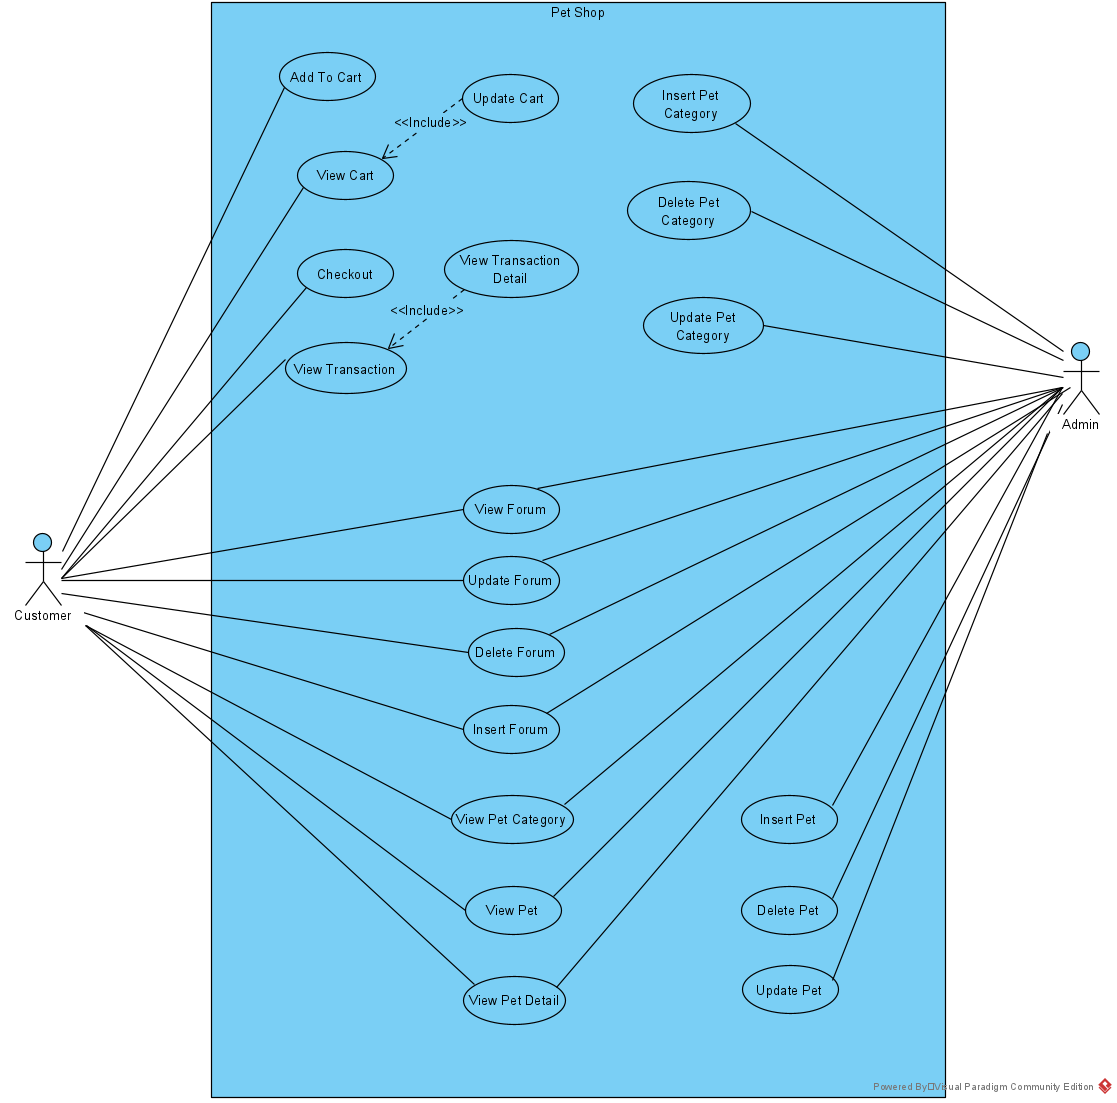 Pet Shop
Add To Cart
Update Cart
<<Include>>
View Cart
Insert Pet
Category
Delete Pet
Category
Checkout
View Transaction
Detail
<<Include>>
View Transaction
Update Pet
Category
Admin
View Forum
Update Forum
Customer
Delete Forum
Insert Forum
View Pet Category
Insert Pet
View Pet
Delete Pet
View Pet Detail
Update Pet
Powered By□Visual Paradigm Community Edition